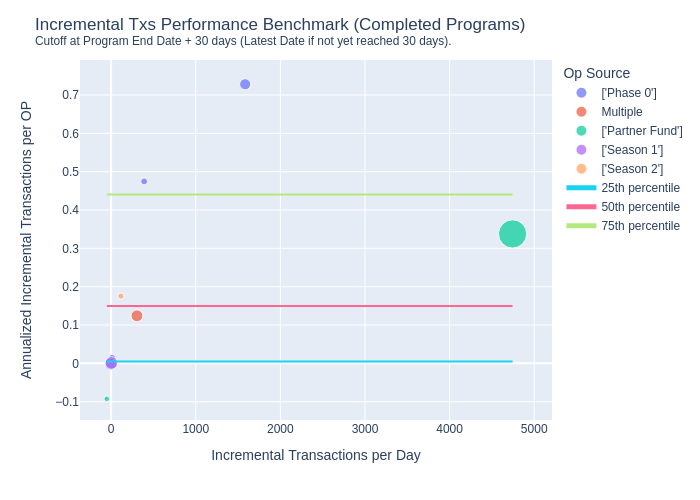 Incremental Txs Performance Benchmark (Completed Programs)
Cutoff at Program End Date + 30 days (Latest Date if not yet reached 30 days).
Annualized Incremental Transactions per OP
0.7
0.6
0.5
0.4
0.3
0.2
0.1
0
−0.1
0
1000
2000
3000
4000
5000
Incremental Transactions per Day
Op Source
['Phase 0']
Multiple
['Partner Fund']
['Season 1']
['Season 2']
25th percentile
50th percentile
75th percentile